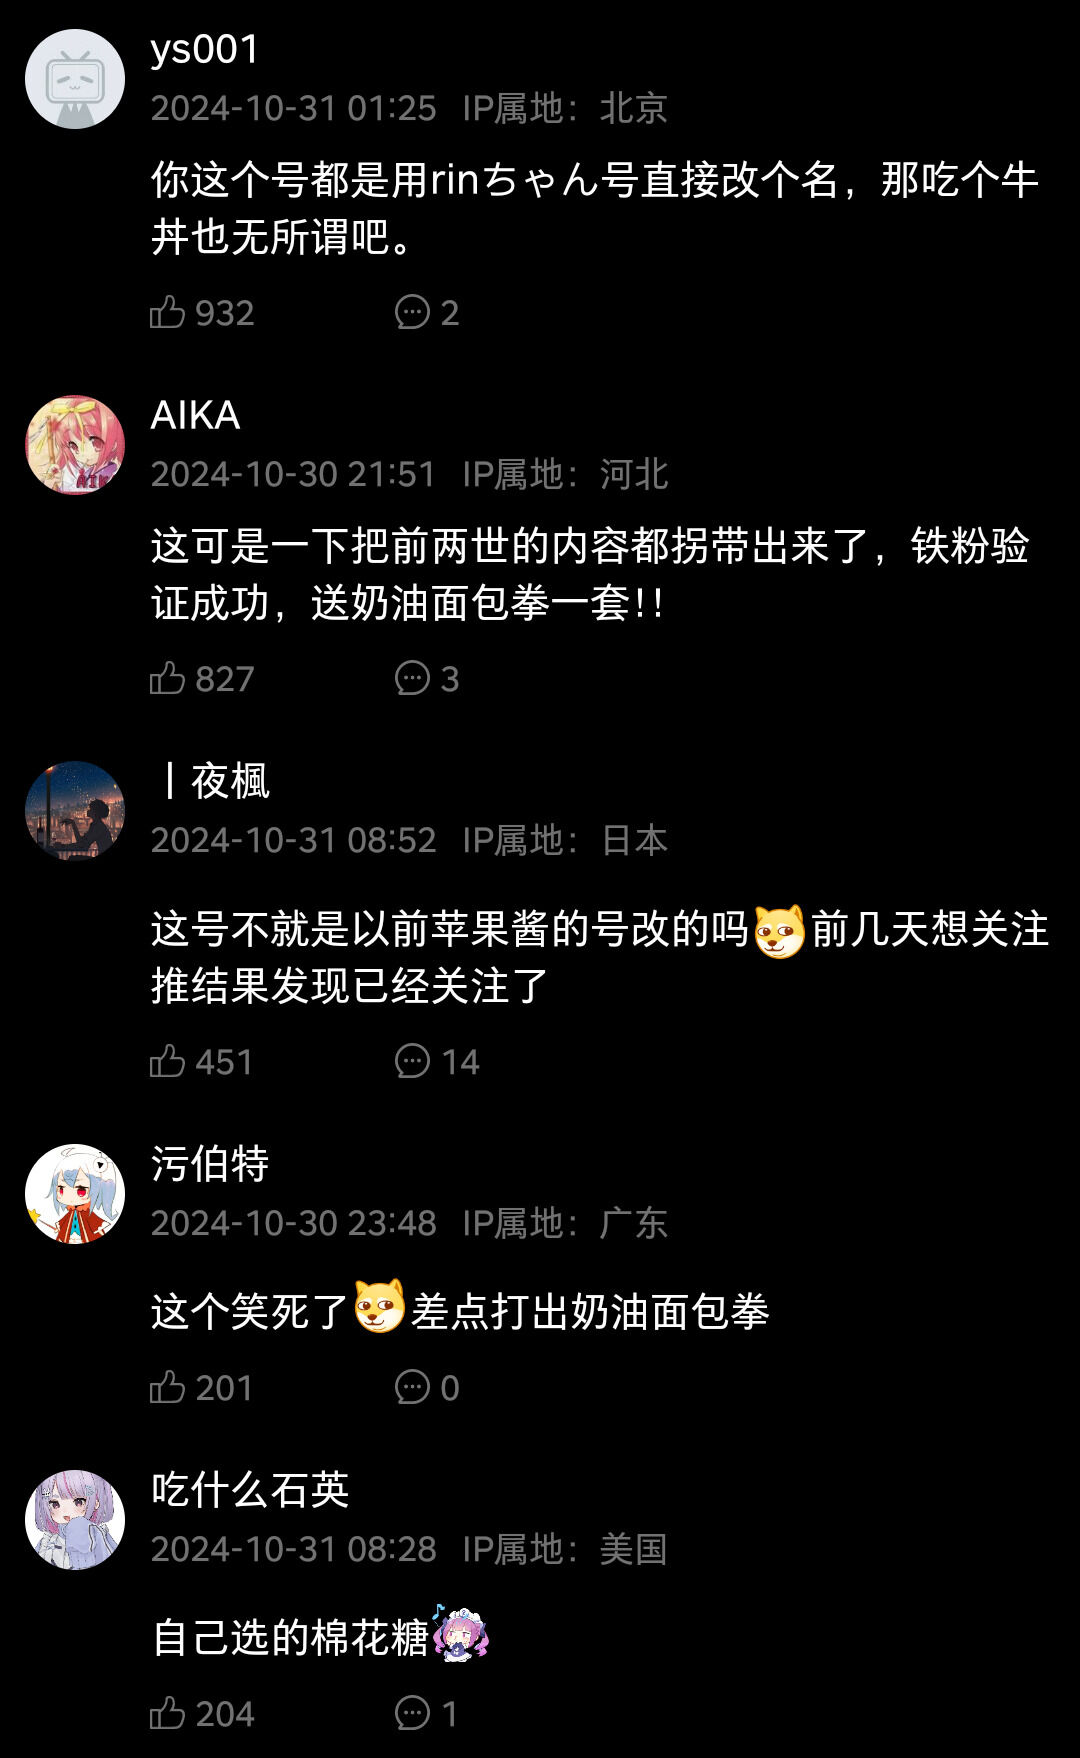 ys001
2024-10-31 01:25 IP属地：北京
你这个号都是用rinちゃん号直接改个名，那吃个牛
丼也无所谓吧。
932 2
AIKA
2024-10-30 21:51 IP属地：河北
这可是一下把前两世的内容都拐带出来了，铁粉验
证成功，送奶油面包拳一套!!
827 3
丨夜楓
2024-10-31 08:52 IP属地：日本
这号不就是以前苹果酱的号改的吗前几天想关注
推结果发现已经关注了
451 14
污伯特
2024-10-30 23:48 IP属地：广东
这个笑死了差点打出奶油面包拳
201 0
吃什么石英
2024-10-31 08:28 IP属地：美国
自己选的棉花糖
204 1